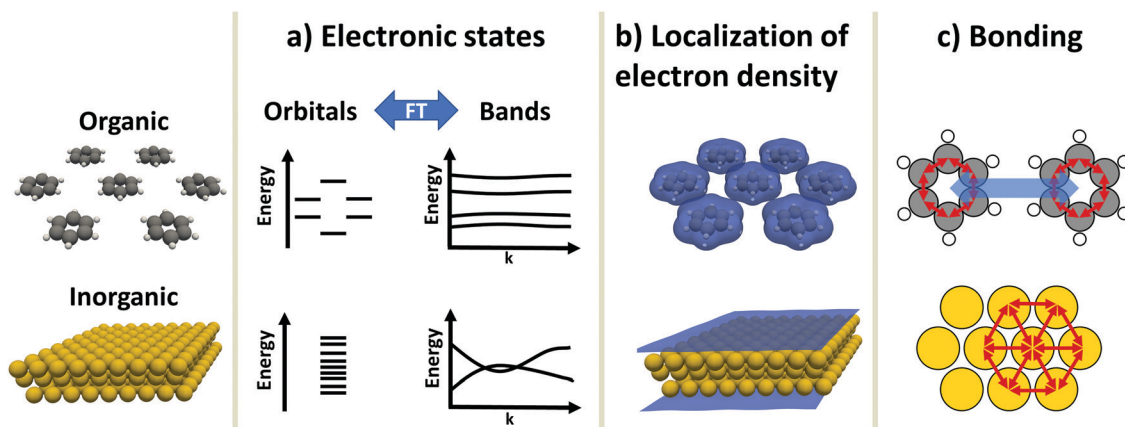 a) Electronic states
b) Localization of
electron density
c) Bonding
Organic
Orbitals
FT
Bands
Energy
Energy
k
Inorganic
Energy
Energy
k